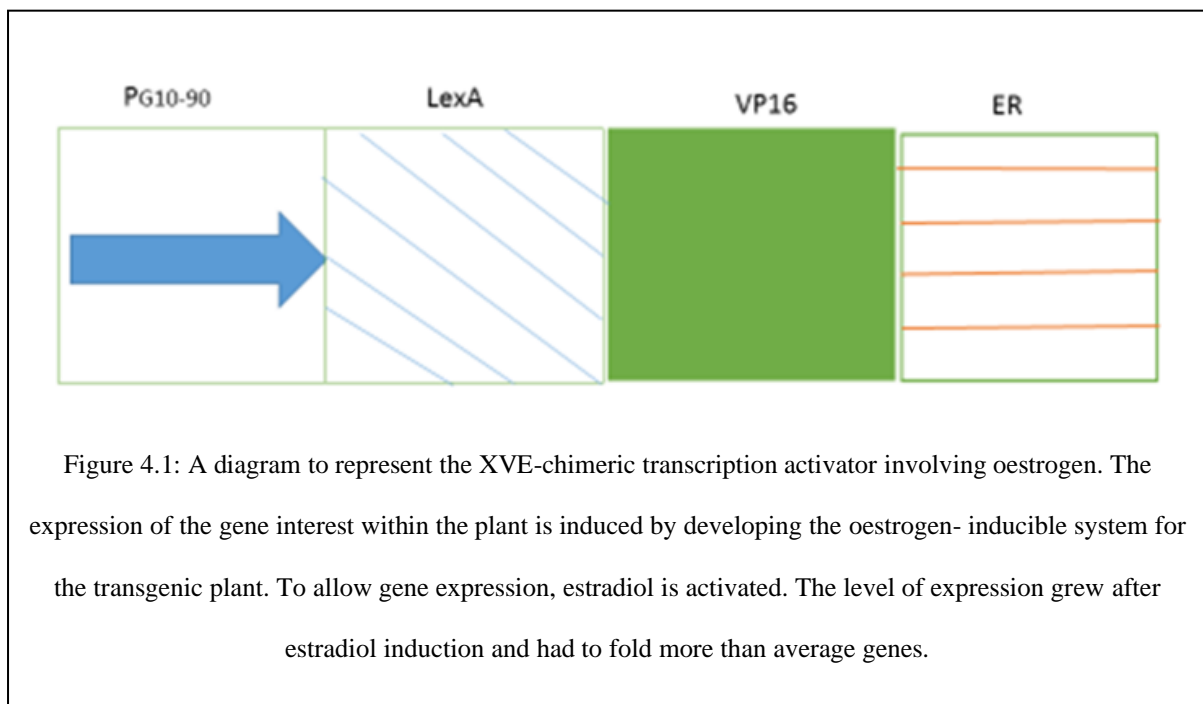 PG10-90 LexA VP16 ER
Figure 4.1: A diagram to represent the XVE-chimeric transcription activator involving oestrogen. The
expression of the gene interest within the plant is induced by developing the oestrogen- inducible system for
the transgenic plant. To allow gene expression, estradiol is activated. The level of expression grew after
estradiol induction and had to fold more than average genes.